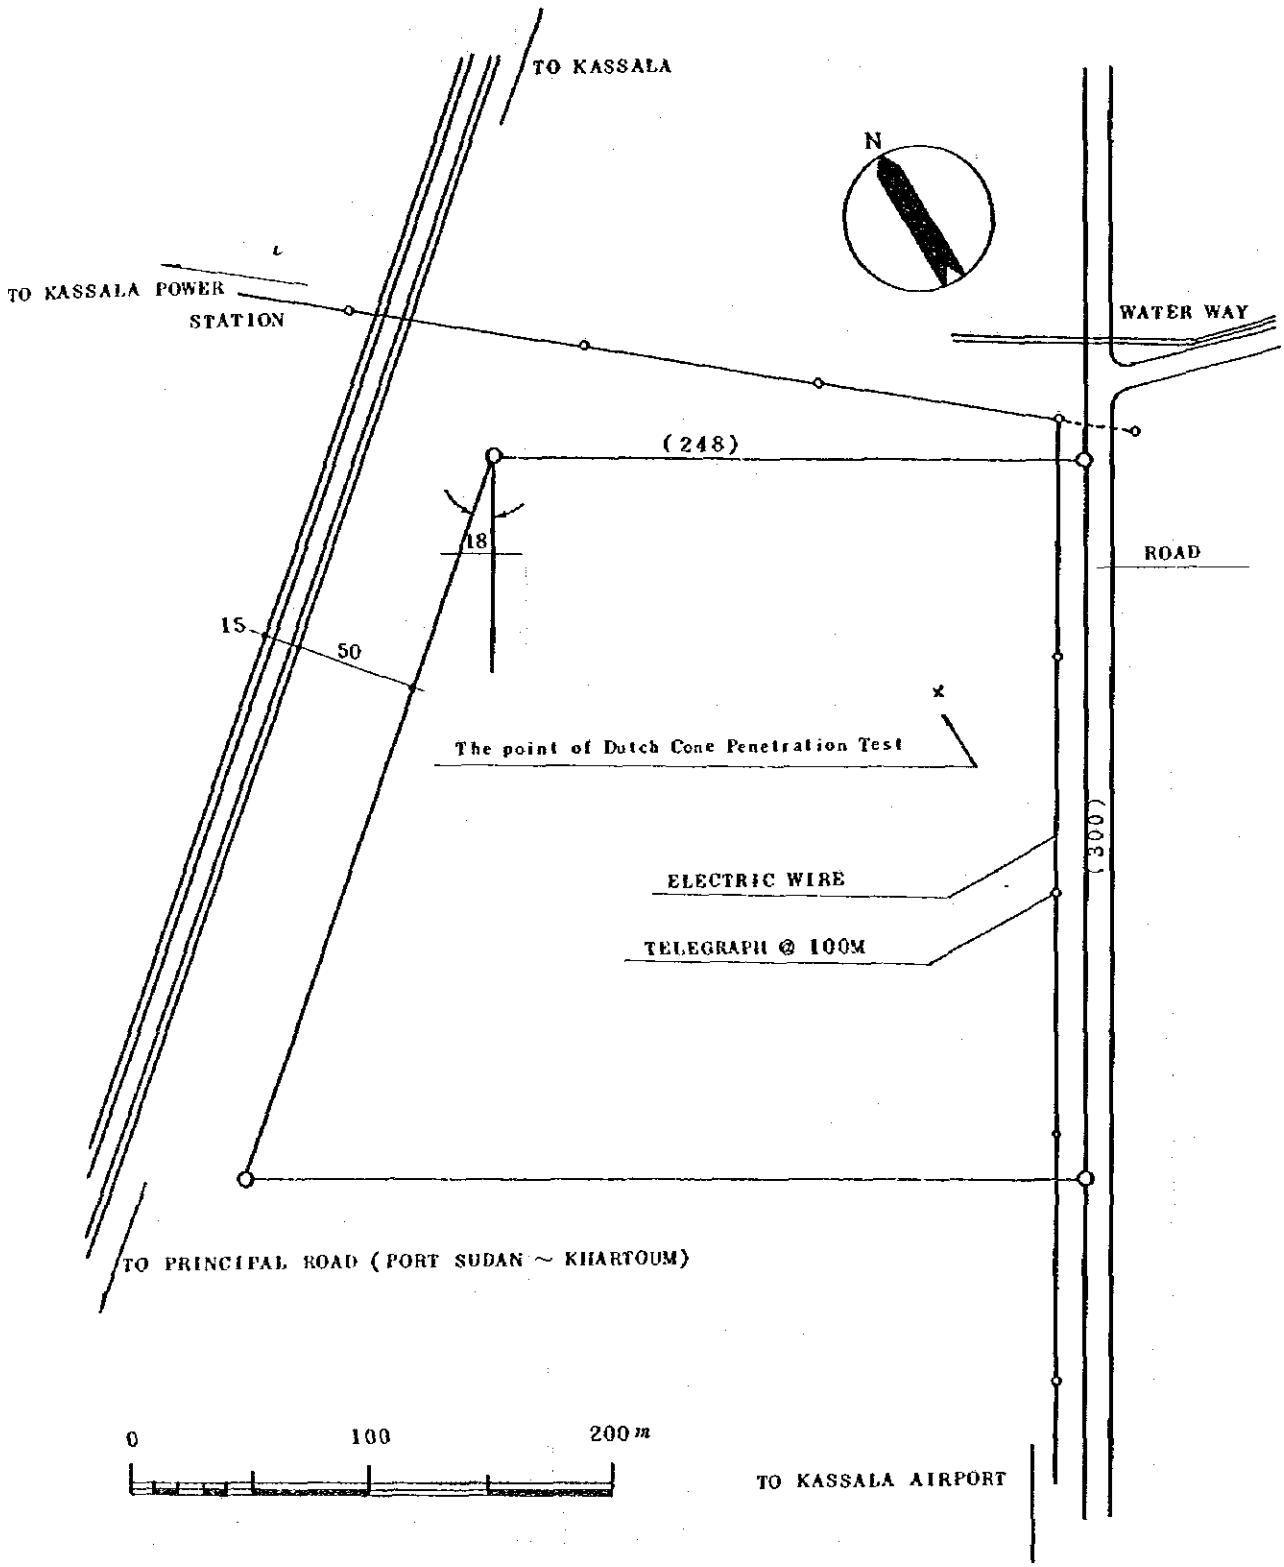 TO KASSALA
N
TO KASSALA POWER
STATION
WATER WAY
(248)
18
ROAD
15
50
The point of Dutch Cone Penetration Test
x
(300)
ELECTRIC WIRE
TELEGRAPH @ 100M
TO PRINCIPAL ROAD (PORT SUDAN ~ KHARTOUM)
0 100 200 m
TO KASSALA AIRPORT